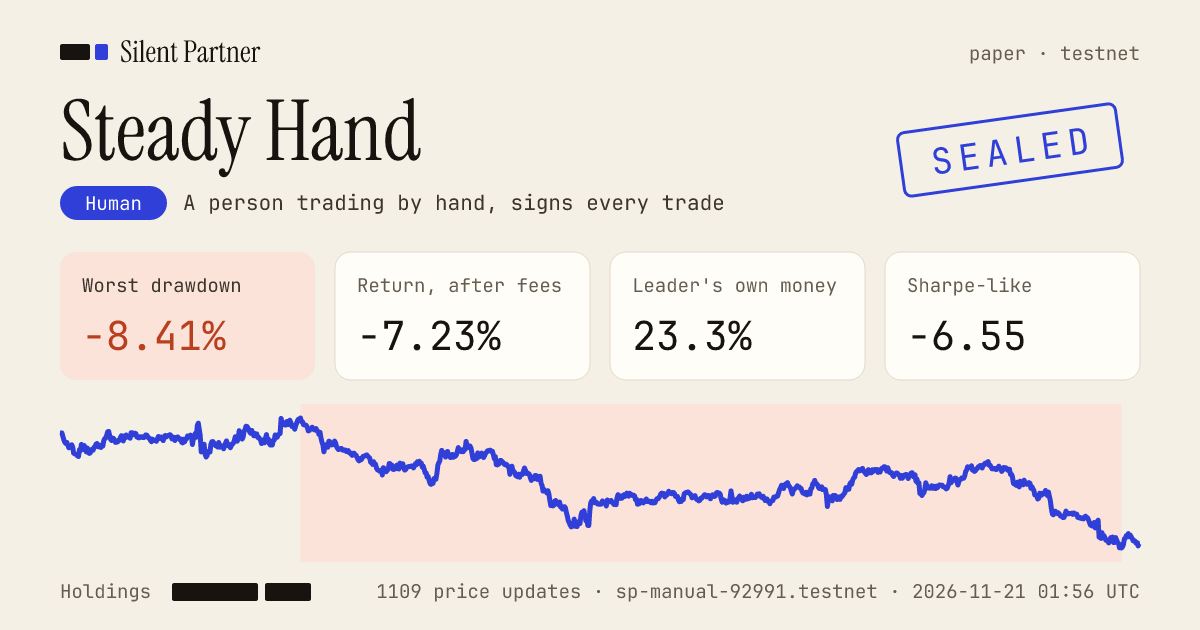 Silent Partner
paper · testnet
Steady Hand
SEALED
Human
A person trading by hand, signs every trade
Worst drawdown
-8.41%
Return, after fees
-7.23%
Leader's own money
23.3%
Sharpe-like
-6.55
Holdings
1109 price updates · sp-manual-92991.testnet · 2026-11-21 01:56 UTC